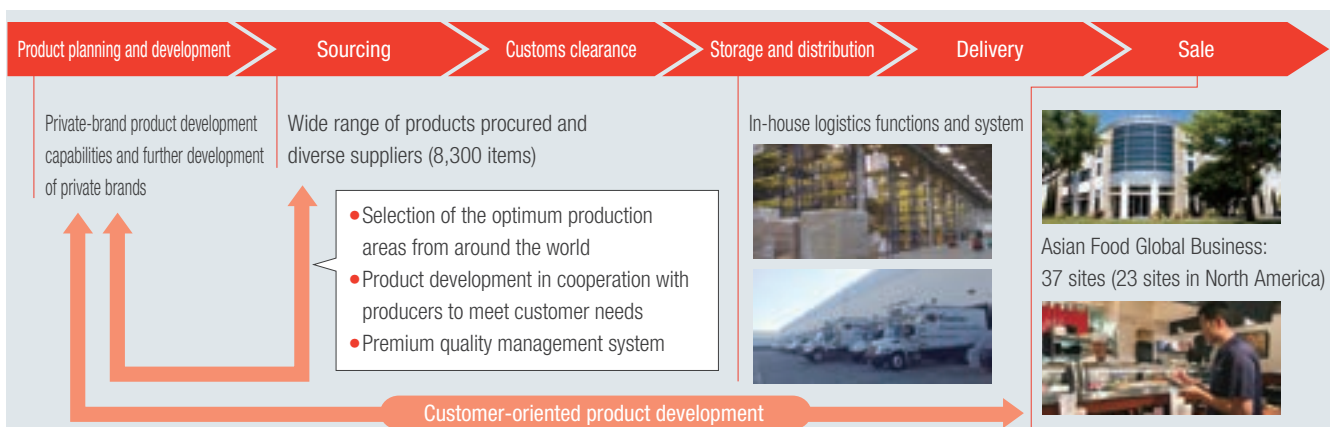 Product planning and development
Sourcing
Customs clearance
Storage and distribution
Delivery
Sale
Private-brand product development
capabilities and further development
of private brands
Wide range of products procured and
diverse suppliers (8,300 items)
•Selection of the optimum production
areas from around the world
•Product development in cooperation with
producers to meet customer needs
•Premium quality management system
In-house logistics functions and system
Asian Food Global Business:
37 sites (23 sites in North America)
Customer-oriented product development